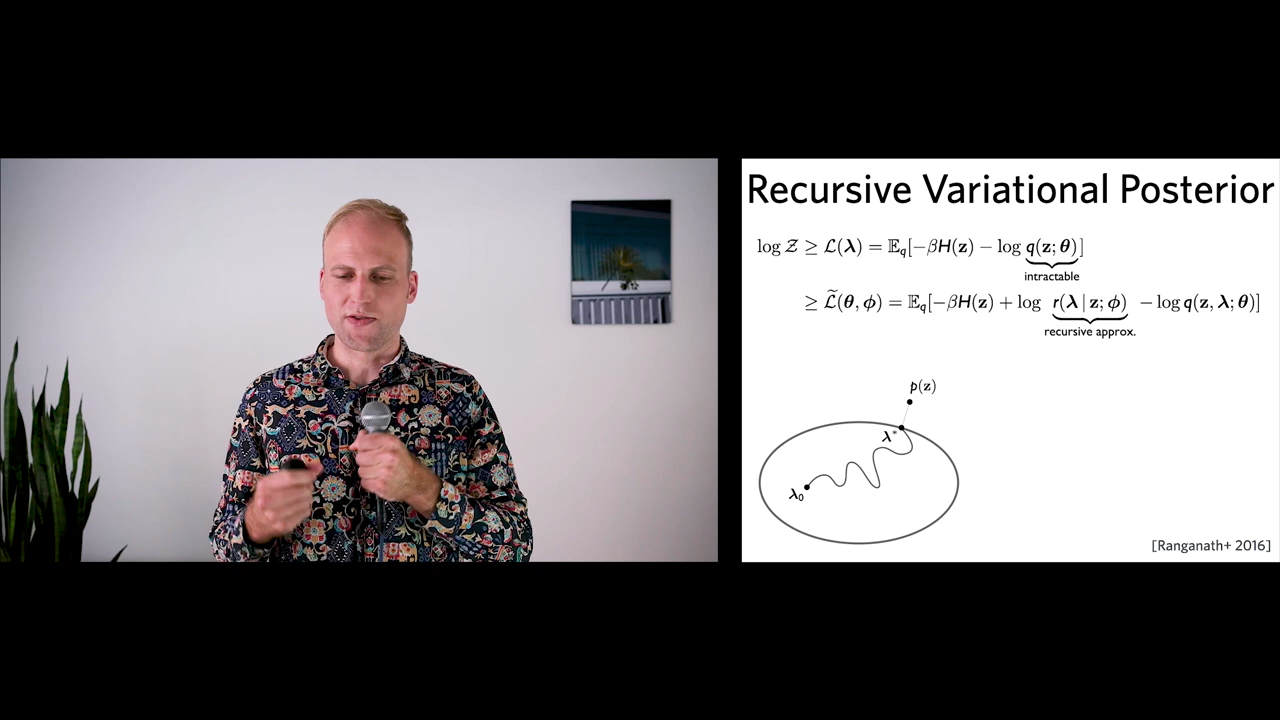 Recursive Variational Posterior
log 𝒵 ≥ ℒ(λ) = 𝔼_q[−βH(z) − log q(z; θ)]
intractable
≥ ℒ̃(θ, ϕ) = 𝔼_q[−βH(z) + log r(λ | z; ϕ) − log q(z, λ; θ)]
recursive approx.
p(z)
λ*
λ₀
[Ranganath+ 2016]